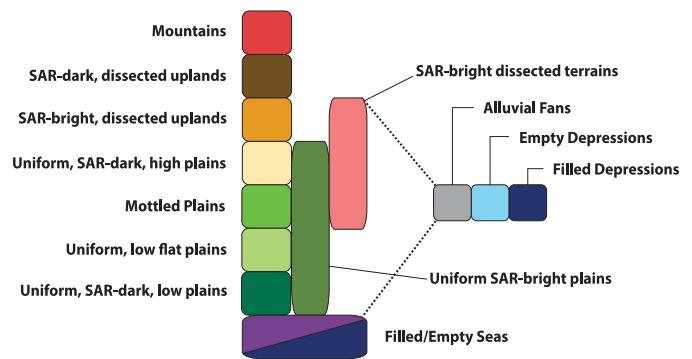 Mountains
SAR-dark, dissected uplands
SAR-bright, dissected uplands
Uniform, SAR-dark, high plains
Mottled Plains
Uniform, low flat plains
Uniform, SAR-dark, low plains
SAR-bright dissected terrains
Alluvial Fans
Empty Depressions
Filled Depressions
Uniform SAR-bright plains
Filled/Empty Seas